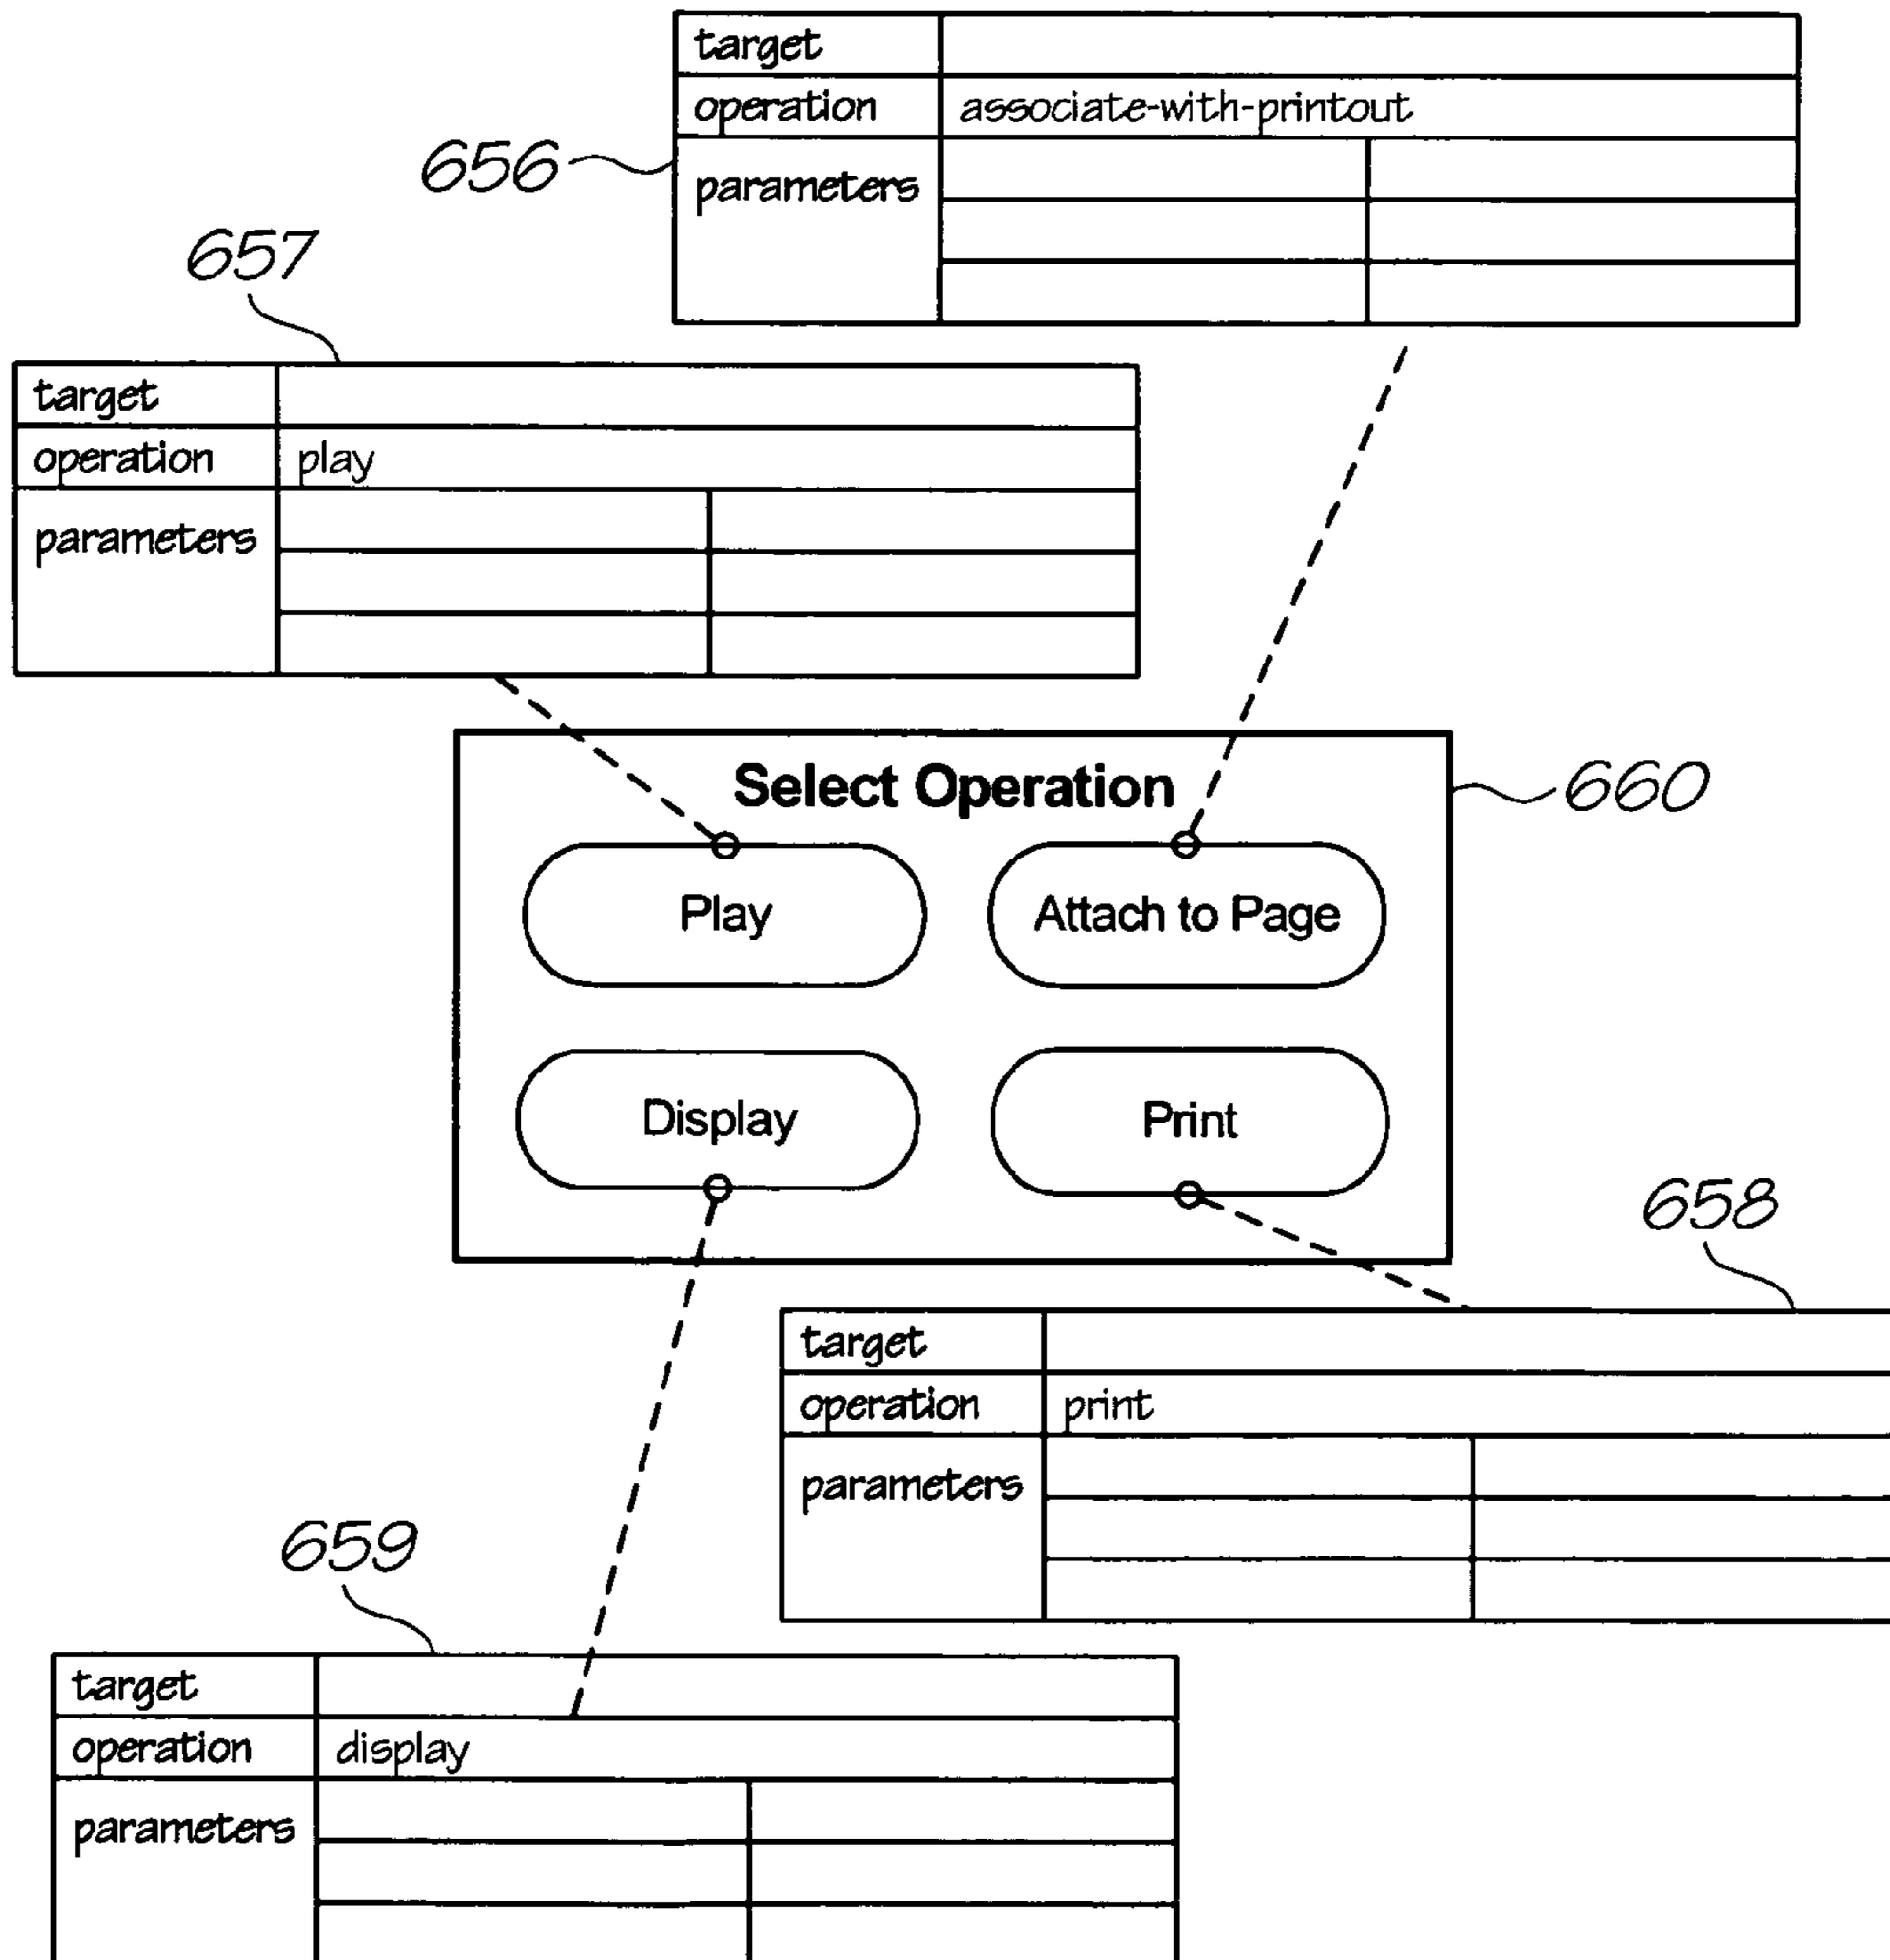 target
operation associate-with-printout
656
parameters
657
target
operation play
parameters
Select Operation
660
Play Attach to Page
Display Print
658
target
operation print
parameters
659
target
operation display
parameters